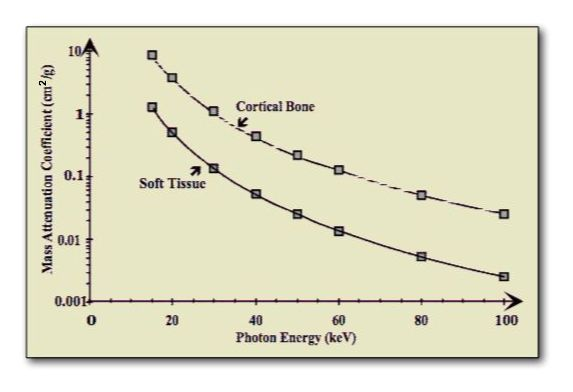 10
1
0.1
0.01
0.001
Mass Attenuation Coefficient (cm²/g)
Cortical Bone
Soft Tissue
0
20
40
60
80
100
Photon Energy (keV)